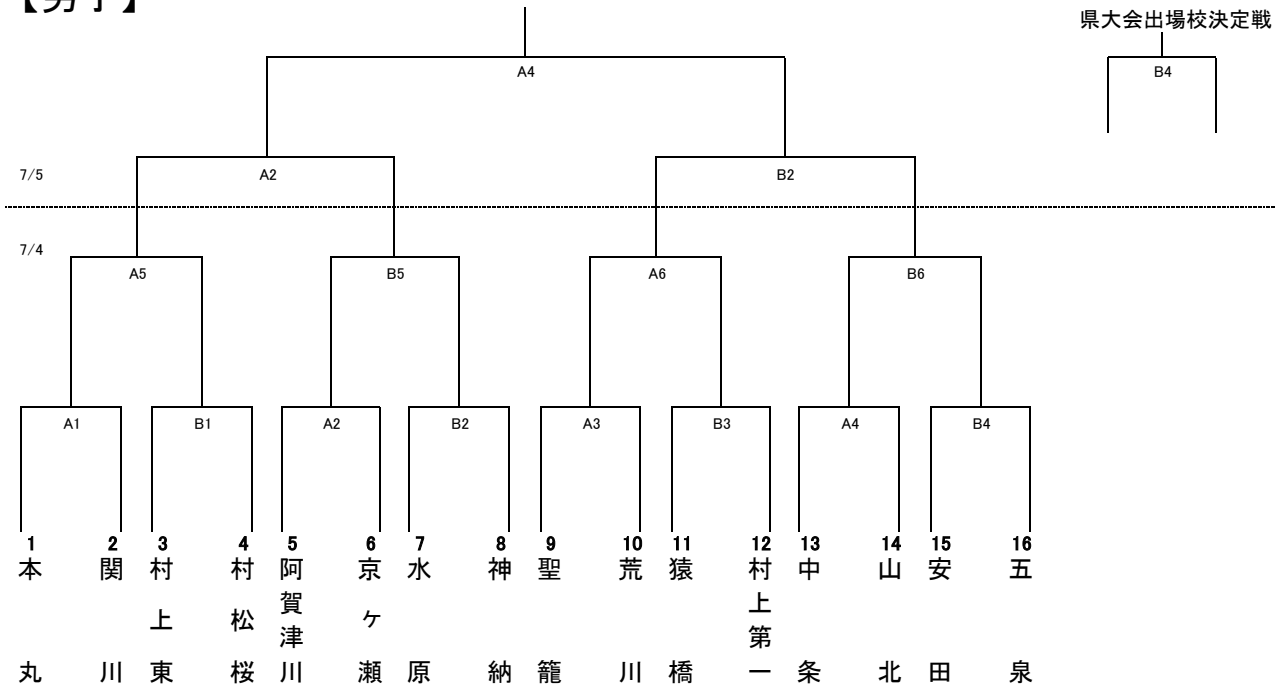 【男子】
県大会出場校決定戦
A4
B4
7/5
A2
B2
7/4
A5
B5
A6
B6
A1
B1
A2
B2
A3
B3
A4
B4
1
2
3
4
5
6
7
8
9
10
11
12
13
14
15
16
本丸
関川
村上東
村松桜
阿賀津川
京ヶ瀬
水原
神納
聖籠
荒川
猿橋
村上第一
中条
山北
安田
五泉